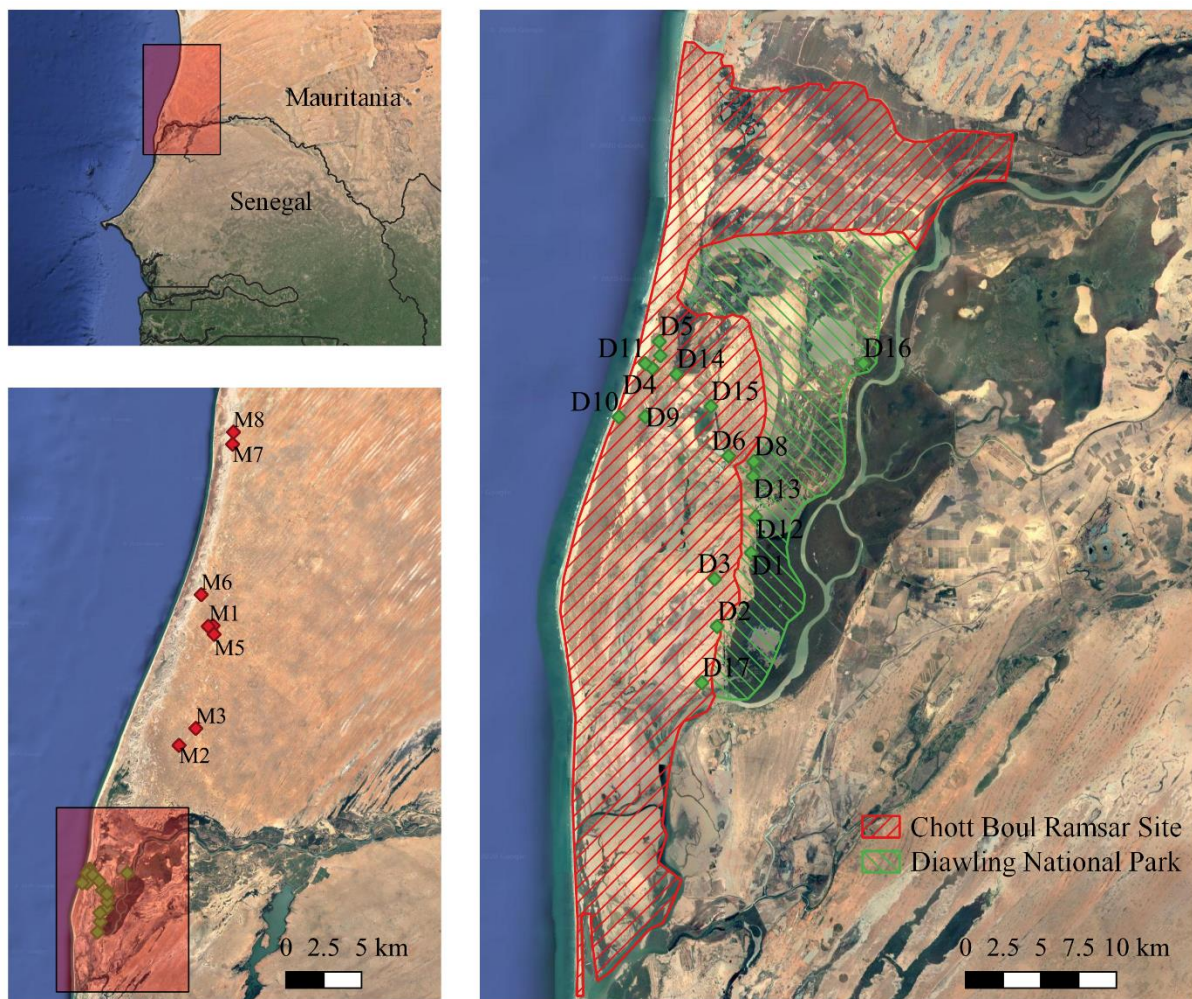 Mauritania
Senegal
M8
M7
M6
M1
M5
M3
M2
0 2.5 5 km
D5
D11
D14
D16
D4
D15
D10
D9
D6
D8
D13
D12
D1
D3
D2
D17
Chott Boul Ramsar Site
Diawling National Park
0 2.5 5 7.5 10 km